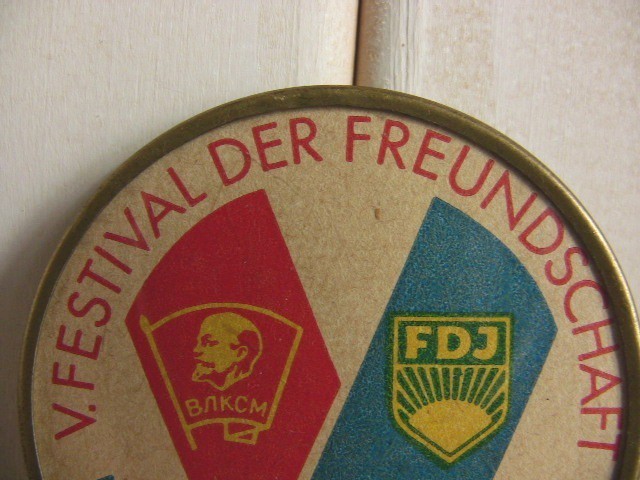 V. FESTIVAL DER FREUNDSCHAFT
ВЛКСМ
FDJ